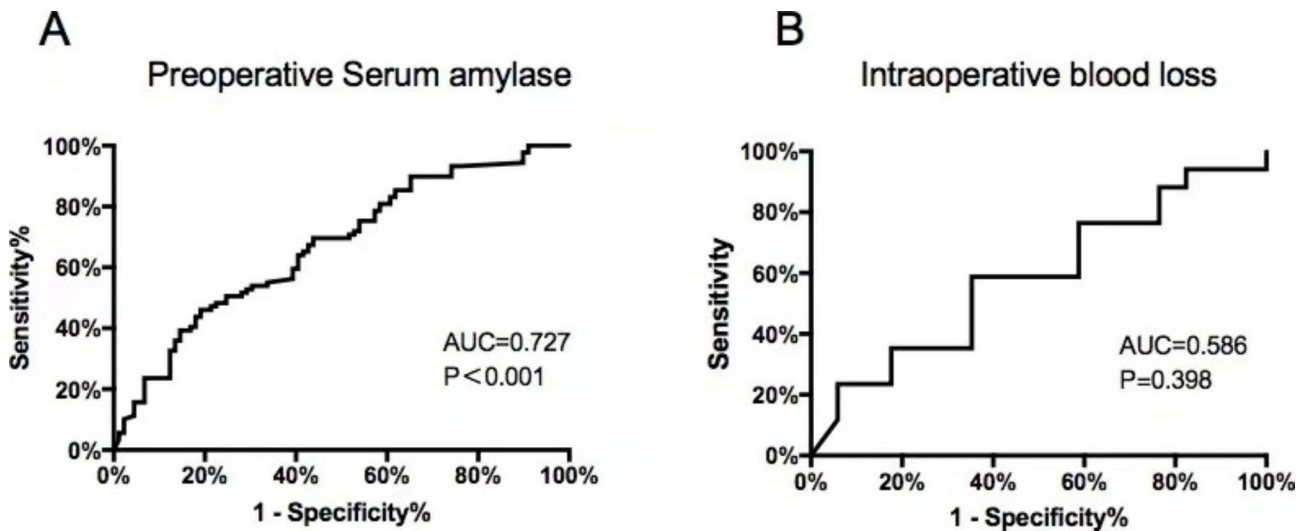 A
Preoperative Serum amylase
Sensitivity%
100%
80%
60%
40%
20%
0%
AUC=0.727
P<0.001
0% 20% 40% 60% 80% 100%
1 - Specificity%
B
Intraoperative blood loss
Sensitivity
100%
80%
60%
40%
20%
0%
AUC=0.586
P=0.398
0% 20% 40% 60% 80% 100%
1 - Specificity%